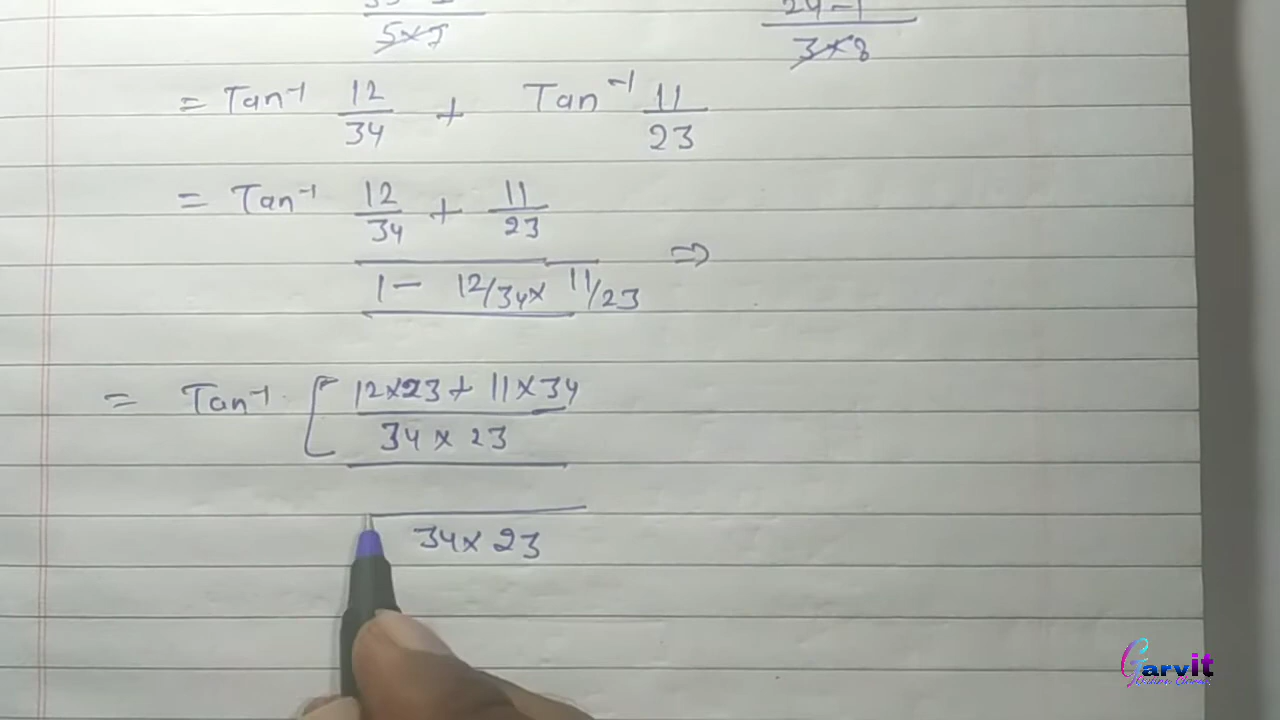 5×7 3×8
= Tan⁻¹ 12/34 + Tan⁻¹ 11/23
= Tan⁻¹ 12/34 + 11/23
1 - 12/34× 11/23 ⇒
= Tan⁻¹ [ 12×23 + 11×34
34 × 23
34× 23
Garvit